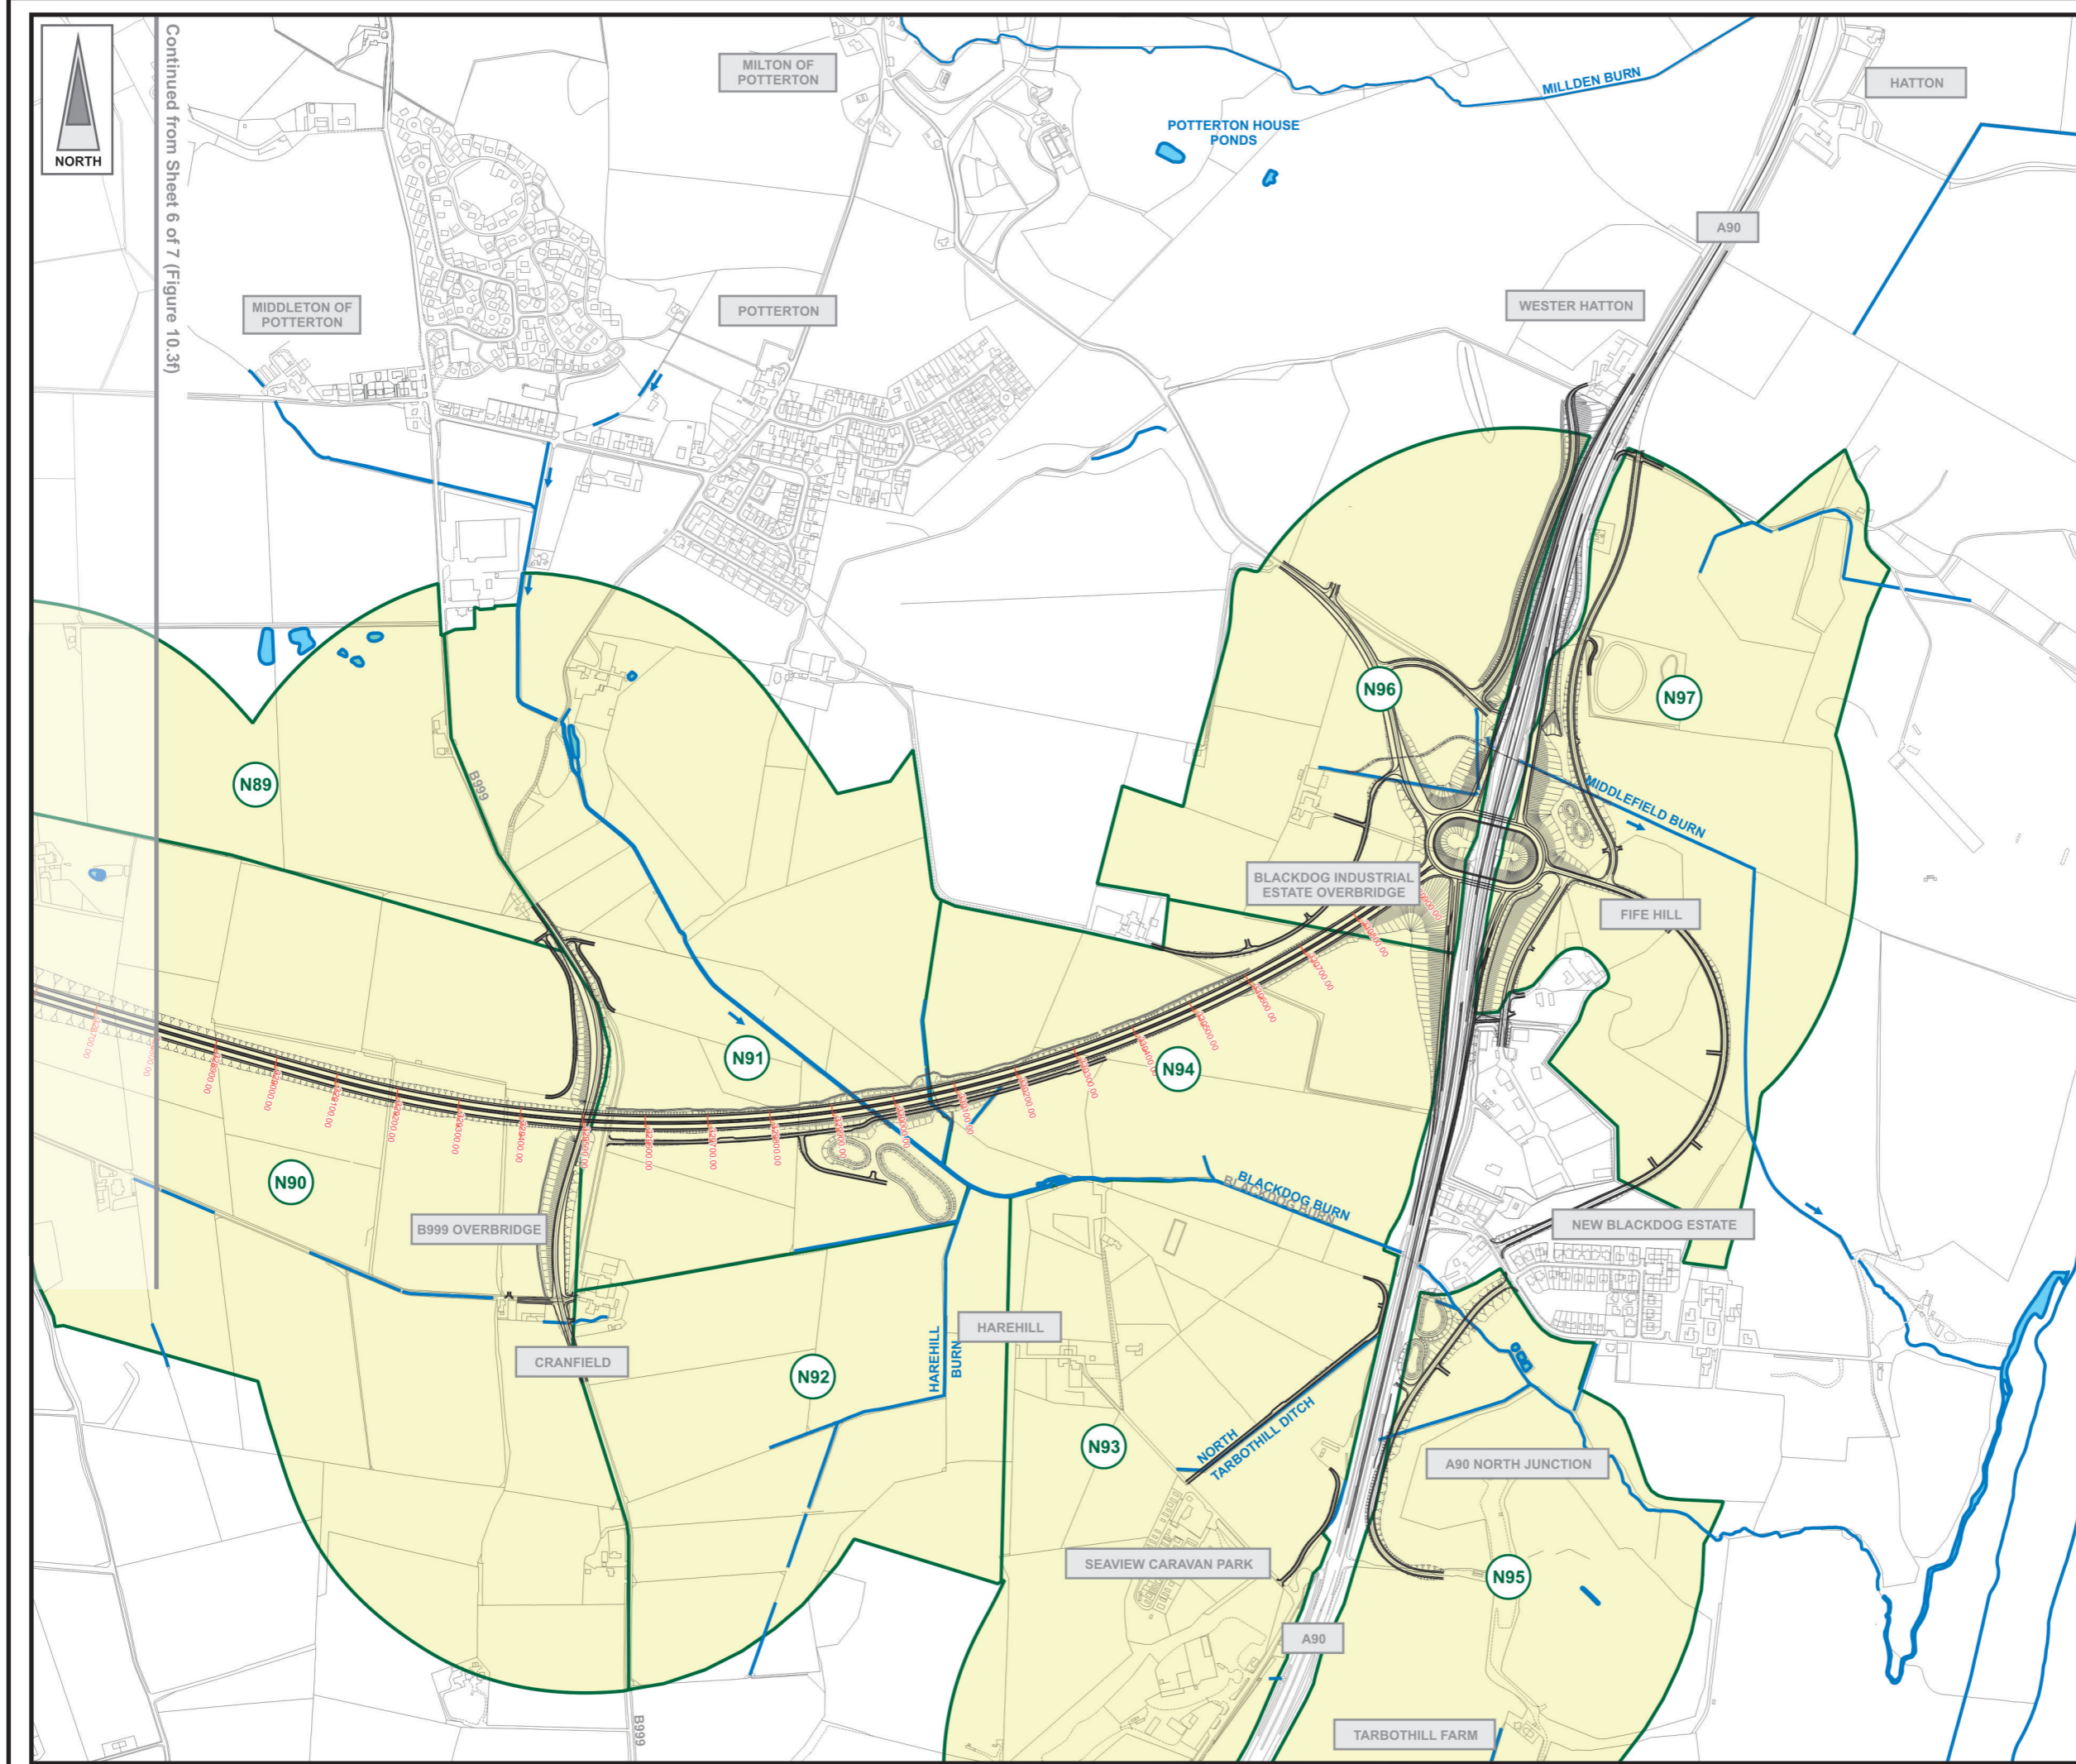 NORTH
Continued from Sheet 6 of 7 (Figure 10.3f)
MILTON OF
POTTERTON
MILLDEN BURN
HATTON
POTTERTON HOUSE
PONDS
A90
MIDDLETON OF
POTTERTON
POTTERTON
WESTER HATTON
N96
N97
N89
B999
MIDDLEFIELD BURN
BLACKDOG INDUSTRIAL
ESTATE OVERBRIDGE
FIFE HILL
N91
N94
N90
BLACKDOG BURN
BLACKDOG BURN
B999 OVERBRIDGE
NEW BLACKDOG ESTATE
HAREHILL
HAREHILL
BURN
CRANFIELD
N92
N93
NORTH
TARBOTHILL DITCH
A90 NORTH JUNCTION
SEAVIEW CARAVAN PARK
N95
A90
B999
TARBOTHILL FARM